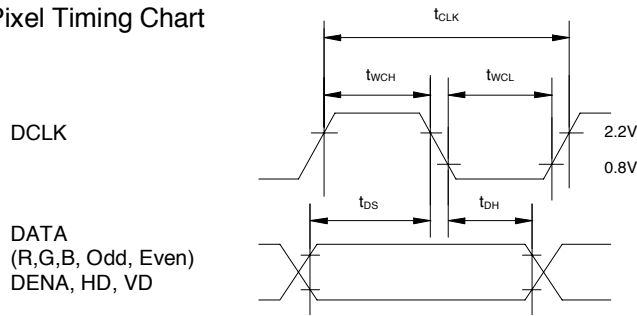 Pixel Timing Chart
tCLK
tWCH
tWCL
DCLK
2.2V
0.8V
tDS
tDH
DATA
(R,G,B, Odd, Even)
DENA, HD, VD